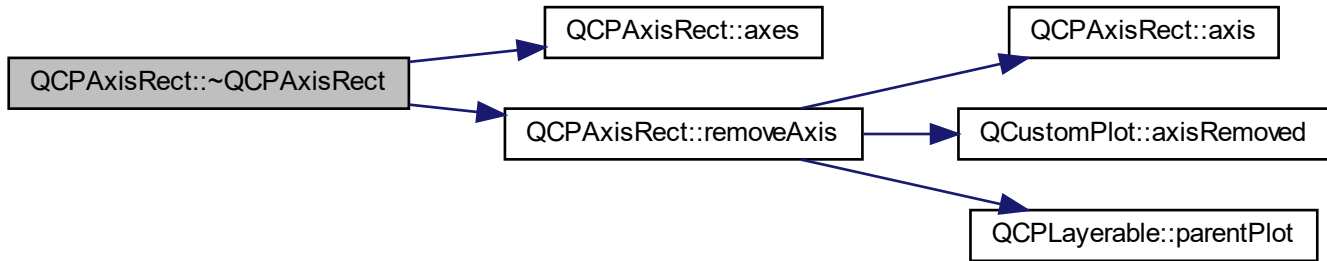 QCPAxisRect::~QCPAxisRect
QCPAxisRect::axes
QCPAxisRect::removeAxis
QCPAxisRect::axis
QCustomPlot::axisRemoved
QCPLayerable::parentPlot